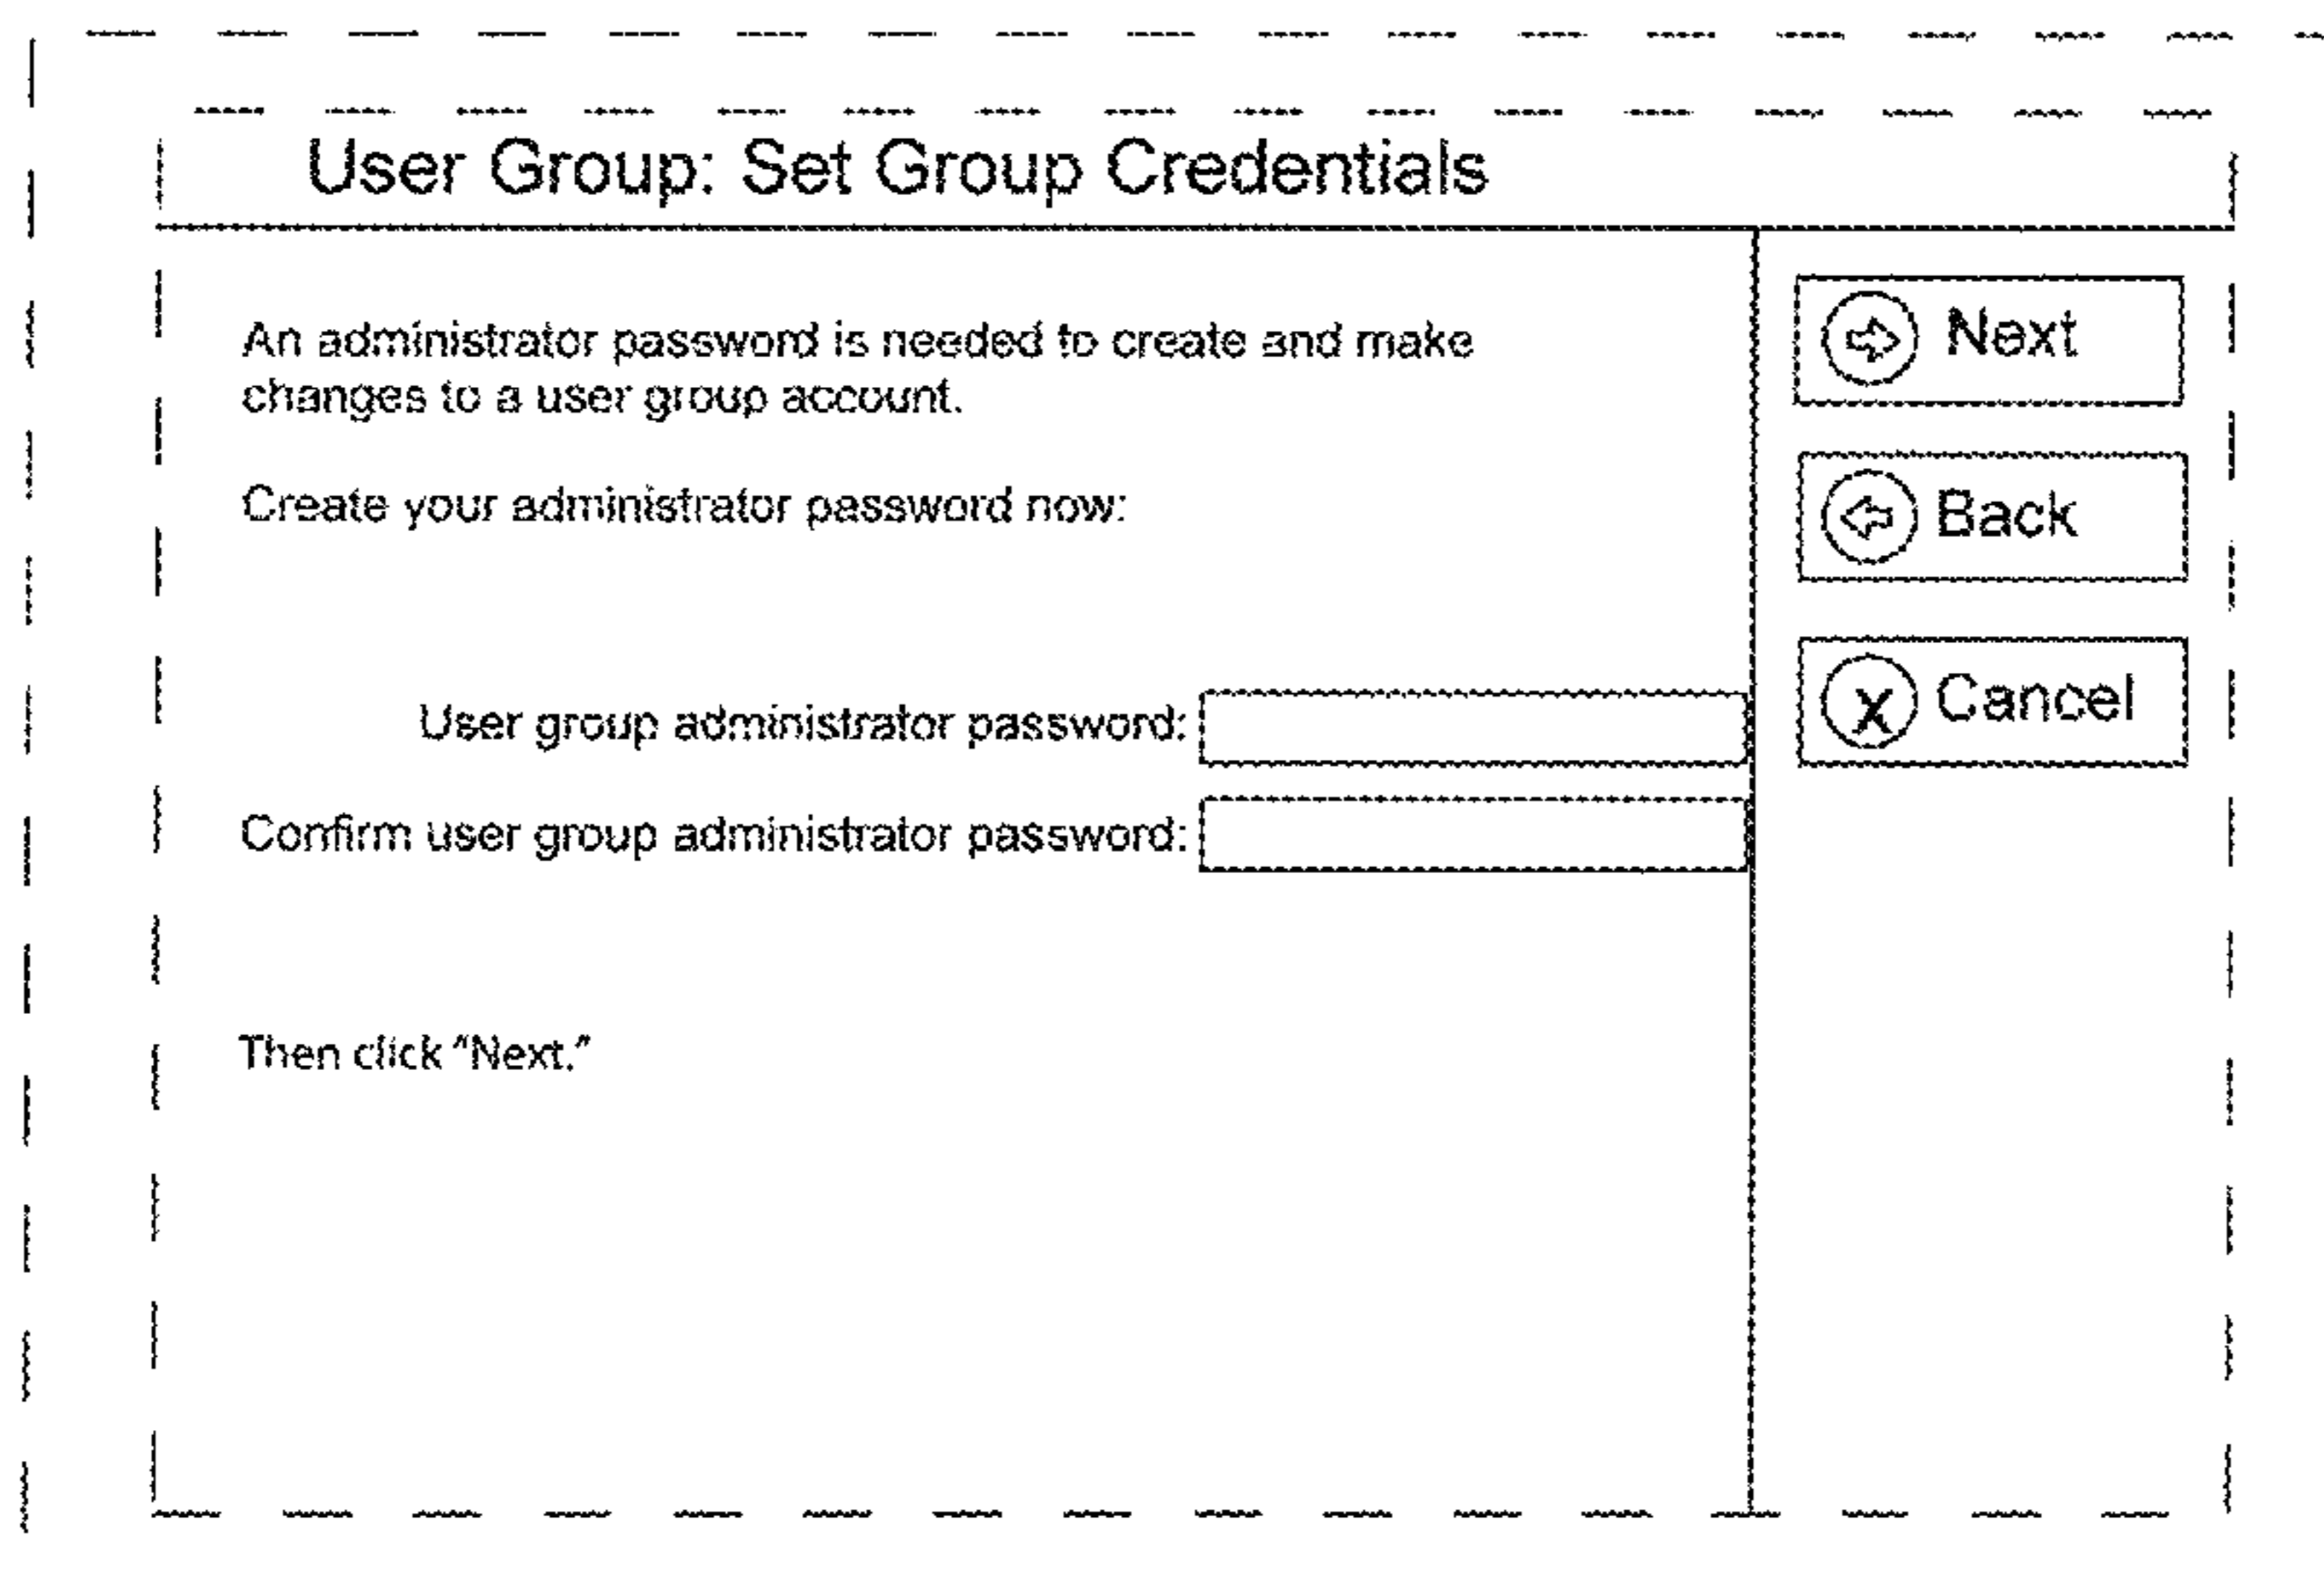 User Group: Set Group Credentials
An administrator password is needed to create and make
changes to a user group account.
Create your administrator password now:
User group administrator password:
Confirm user group administrator password:
Then click “Next.”
Next
Back
X Cancel